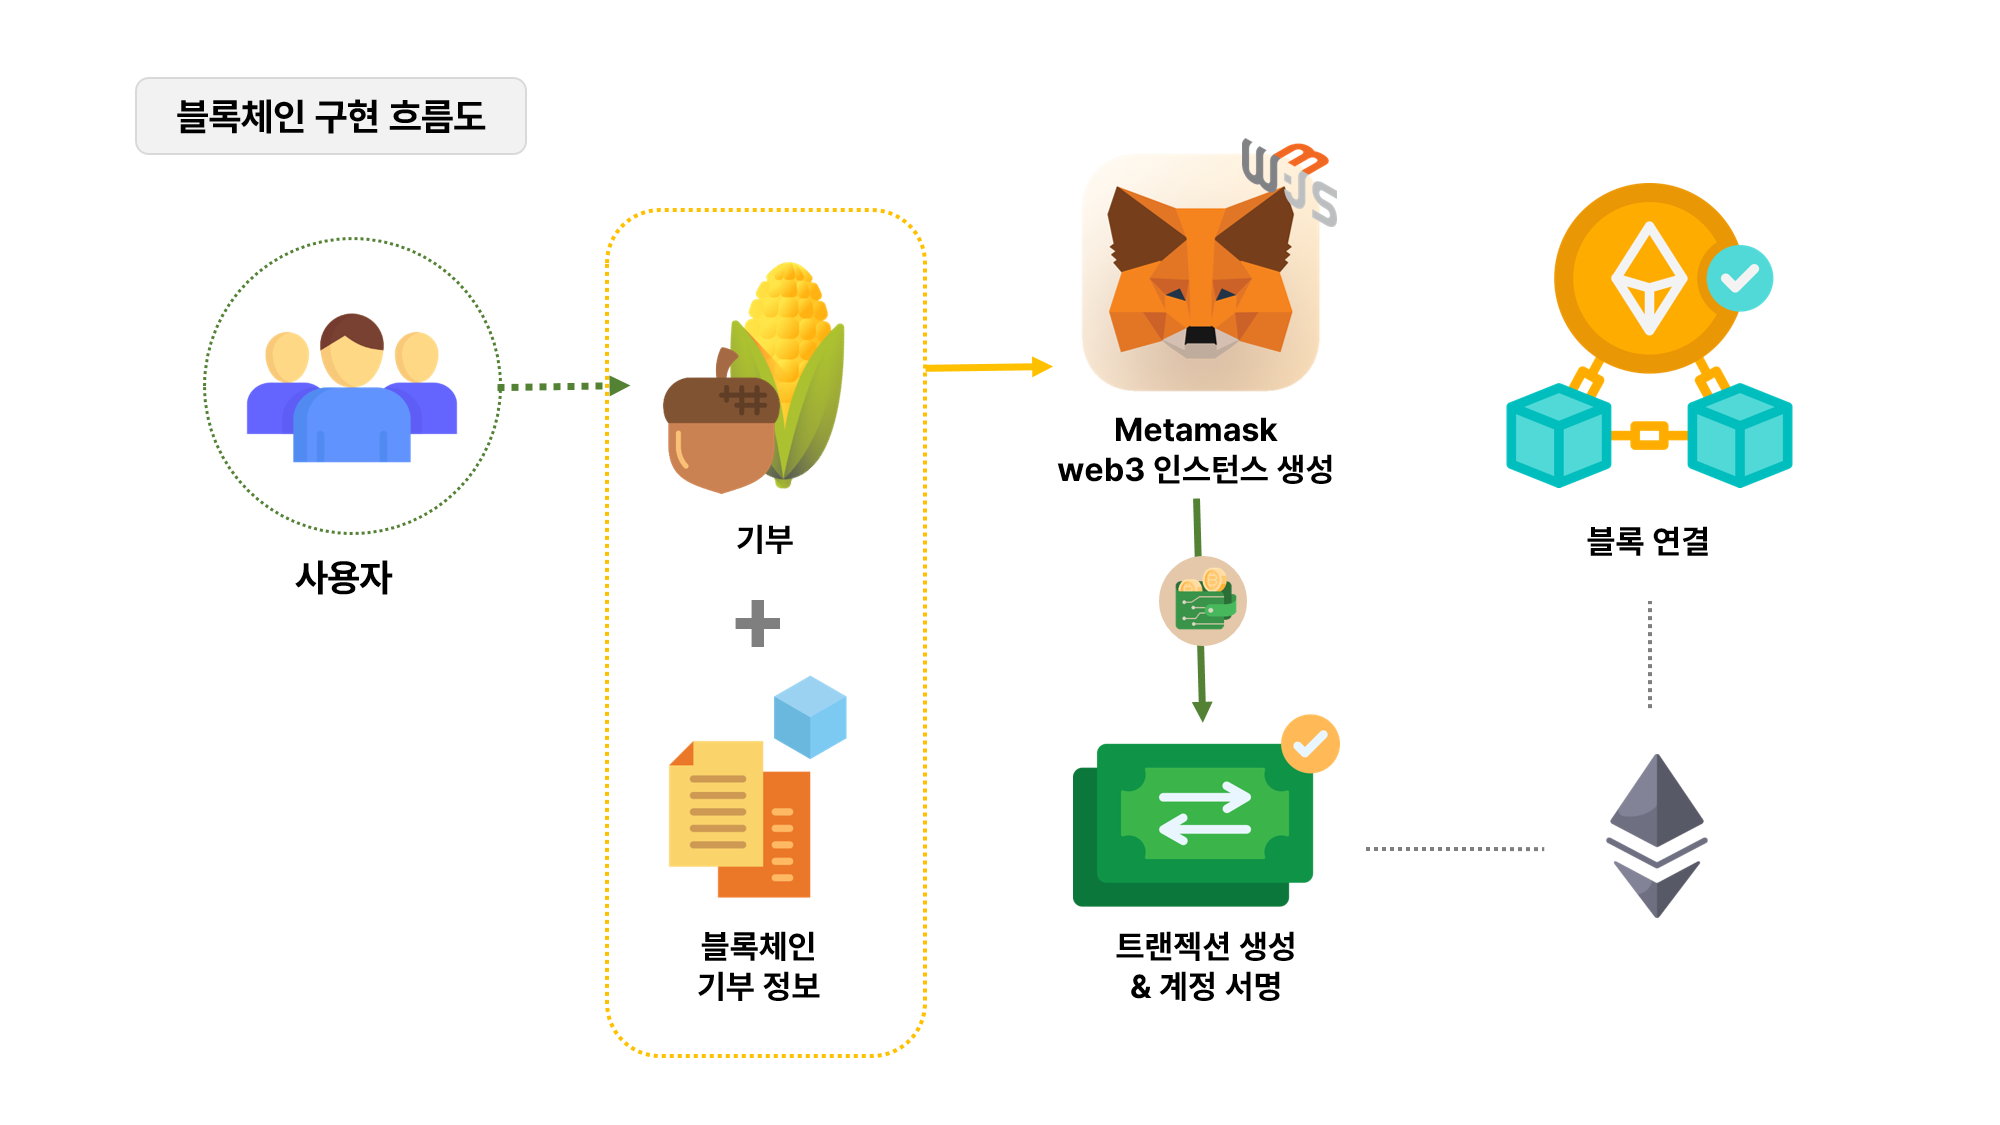 블록체인 구현 흐름도
사용자
기부
블록체인
기부 정보
W3JS
Metamask
web3 인스턴스 생성
트랜젝션 생성
& 계정 서명
블록 연결